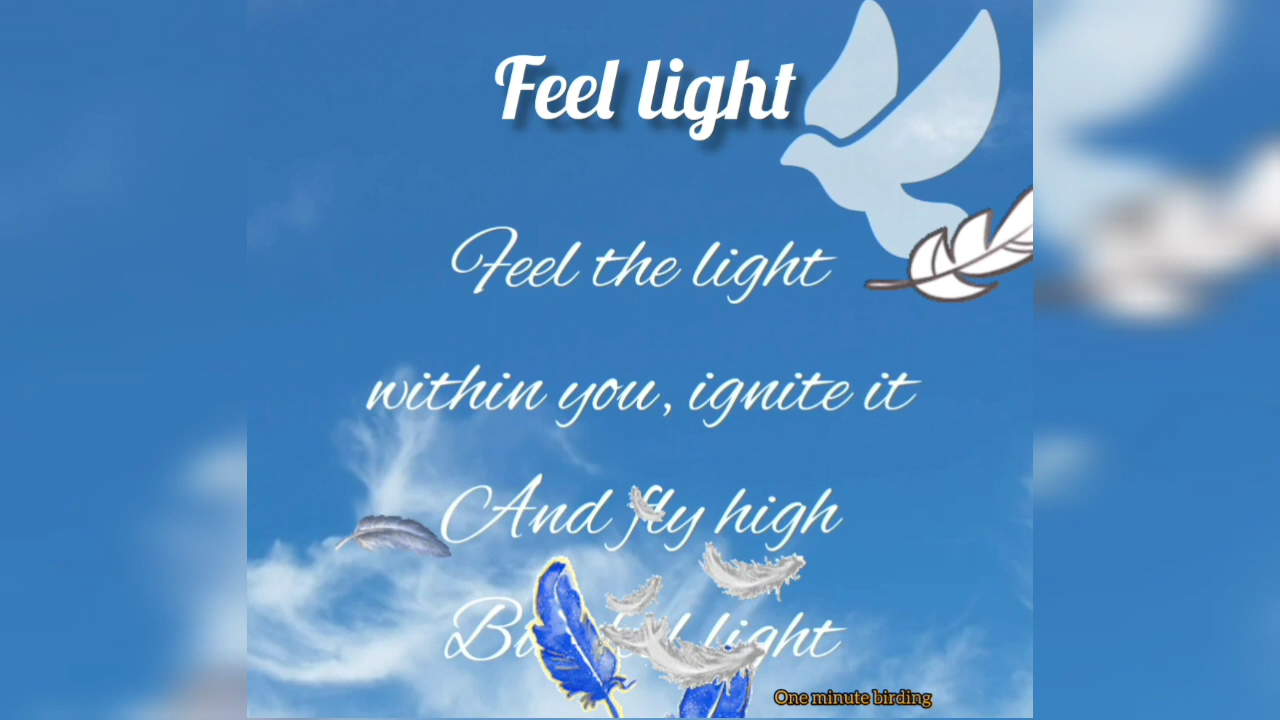 Feel light
Feel the light
within you, ignite it
And fly high
light
One minute birding